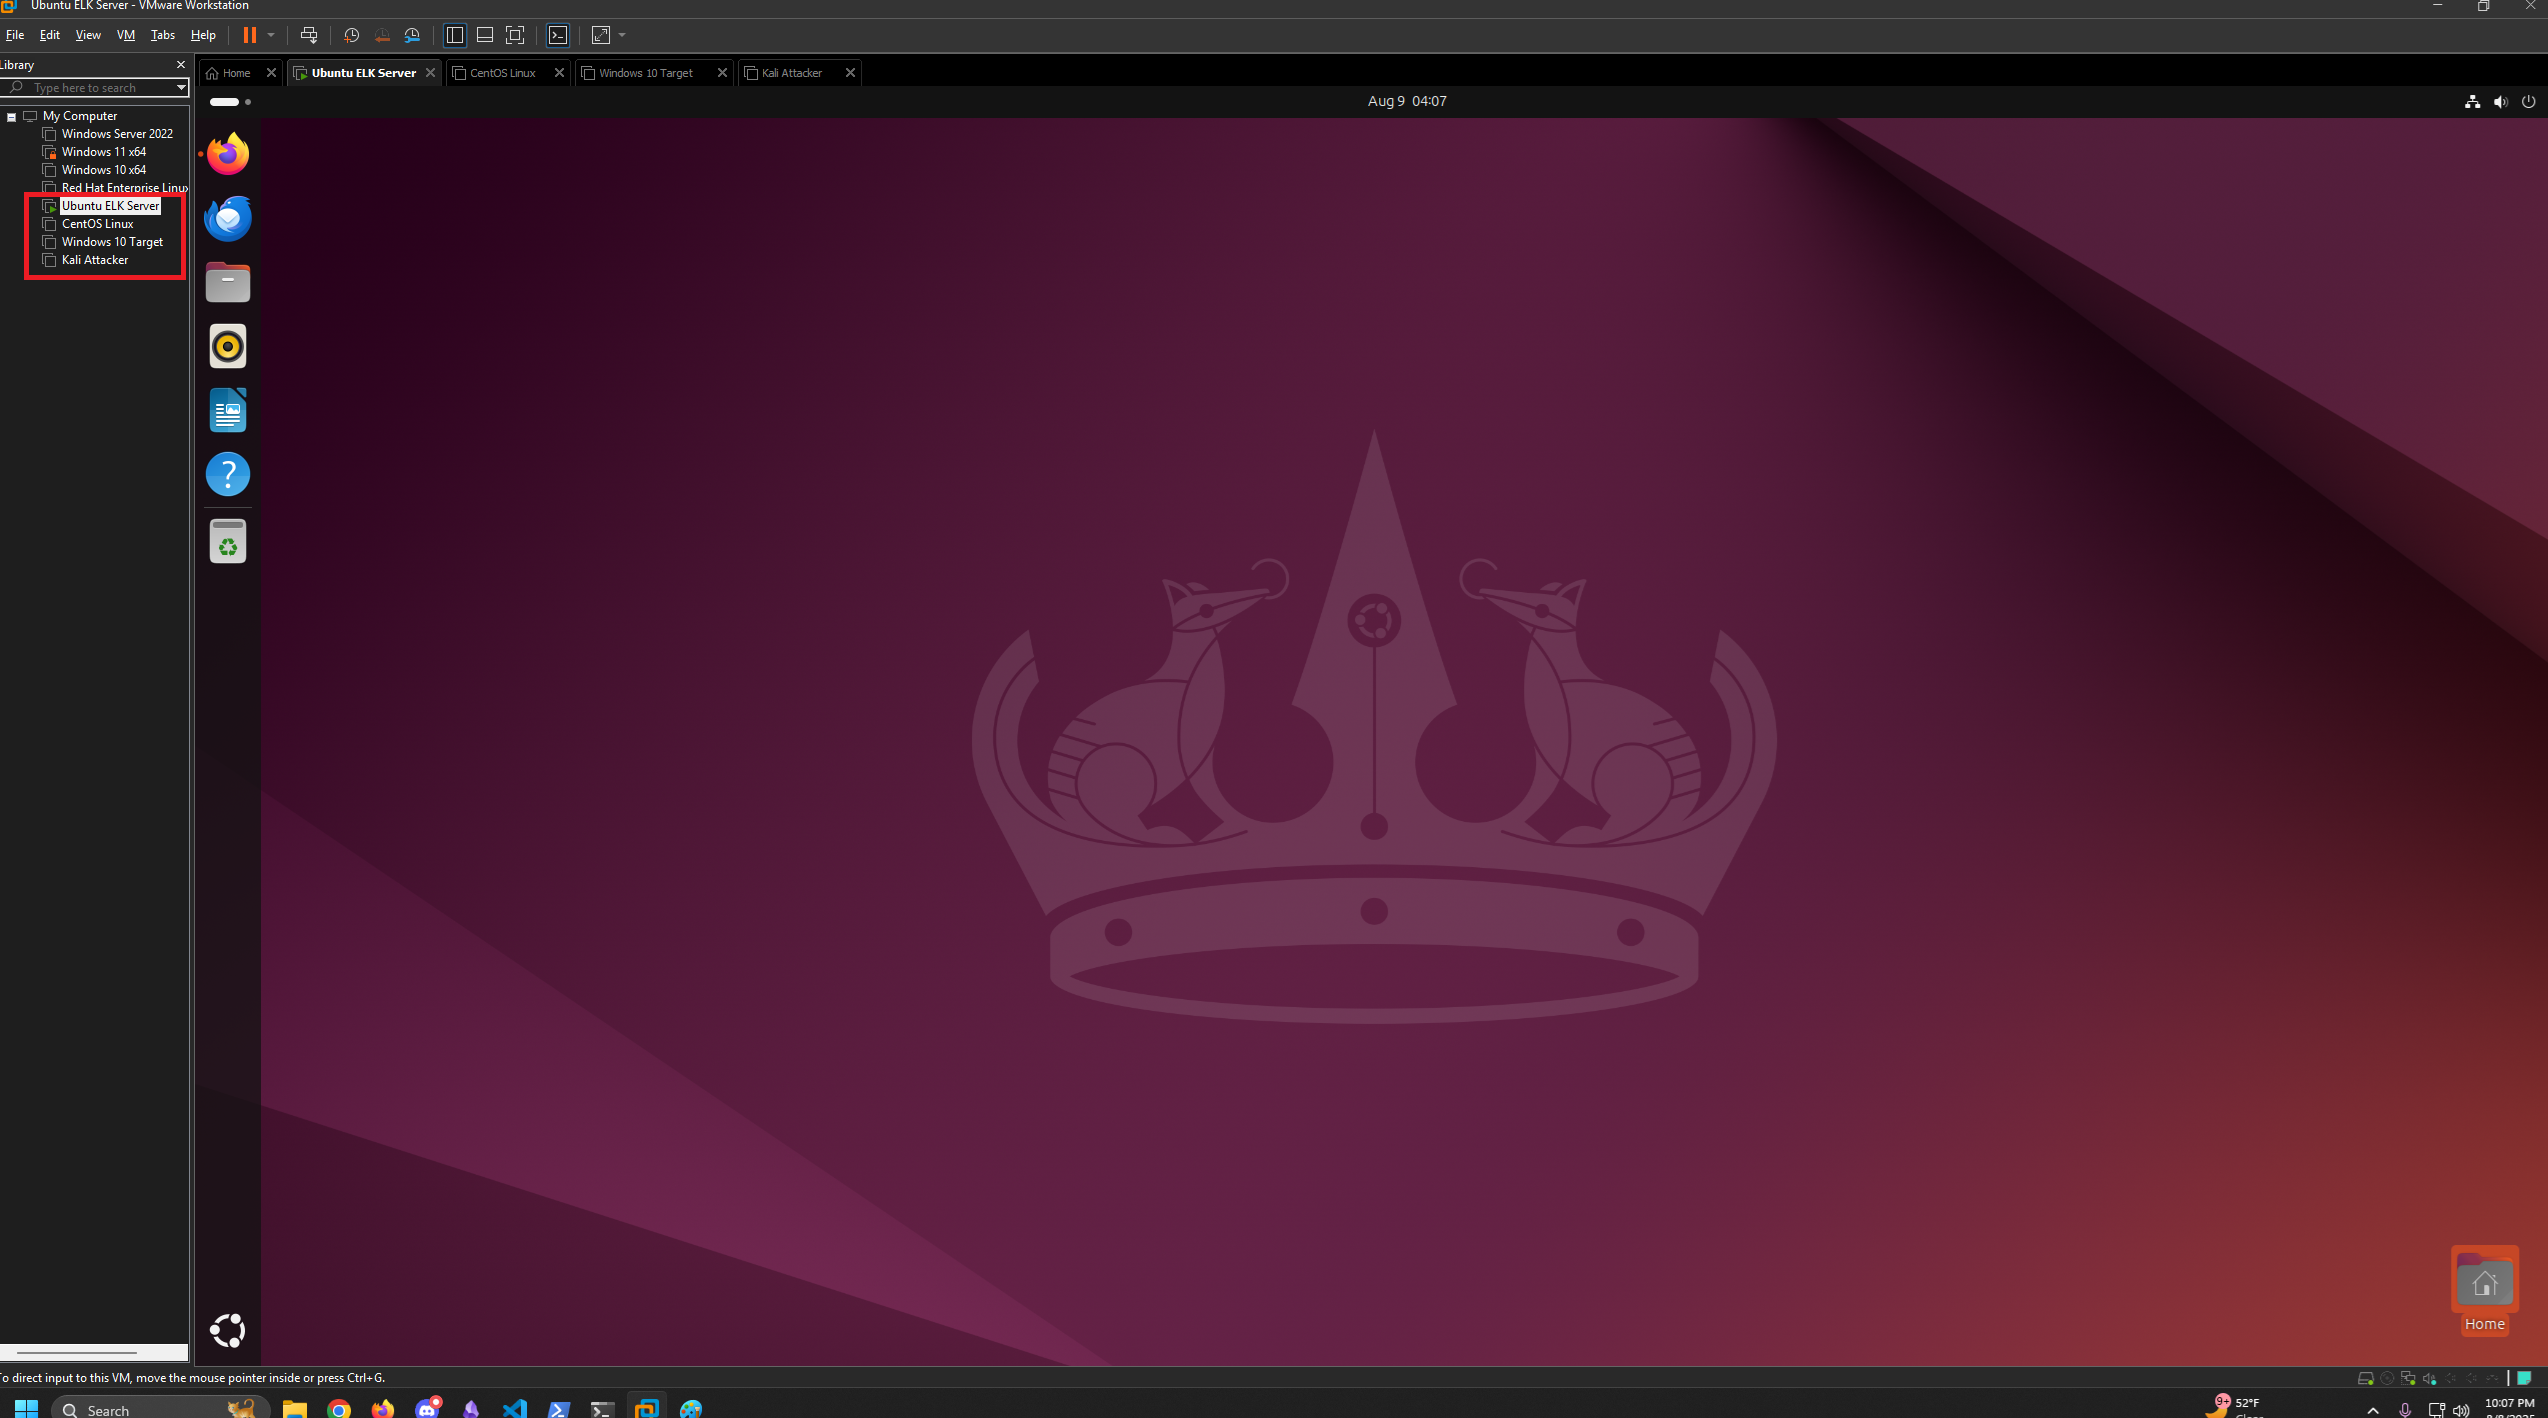 Ubuntu ELK Server - VMware Workstation
File Edit View VM Tabs Help
Library
Home Ubuntu ELK Server CentOS Linux Windows 10 Target Kali Attacker
Type here to search
Aug 9 04:07
My Computer
Windows Server 2022
Windows 11 x64
Windows 10 x64
Red Hat Enterprise Linux
Ubuntu ELK Server
CentOS Linux
Windows 10 Target
Kali Attacker
?
Home
To direct input to this VM, move the mouse pointer inside or press Ctrl+G.
Search
9+
52°F
10:07 PM